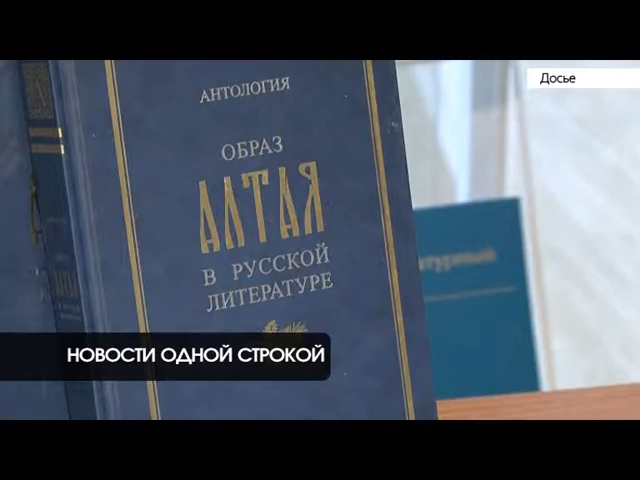 Досье
АНТОЛОГИЯ
ОБРАЗ
АЛТАЯ
В РУССКОЙ
ЛИТЕРАТУРЕ
НОВОСТИ ОДНОЙ СТРОКОЙ